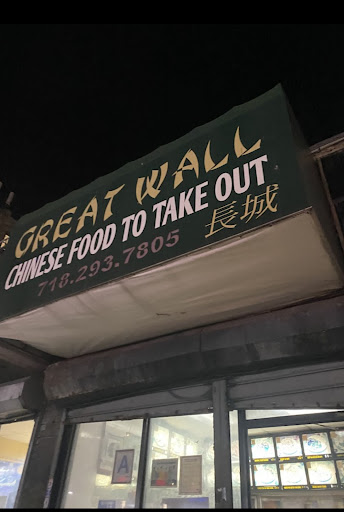 GREAT WALL
CHINESE FOOD TO TAKE OUT
718.293.7805 長城
A